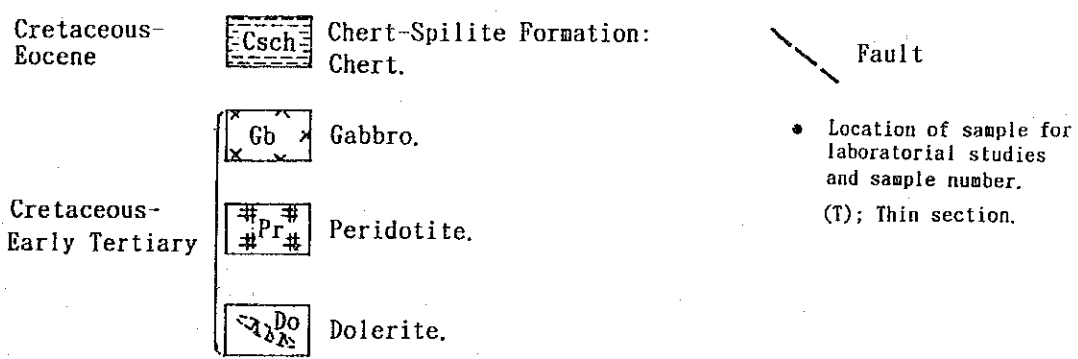 Cretaceous-
Eocene
Csch
Chert-Spilite Formation:
Chert.
Gb
Gabbro.
Cretaceous-
Early Tertiary
Pr
Peridotite.
Do
Dolerite.
Fault
Location of sample for
laboratorial studies
and sample number.
(T); Thin section.